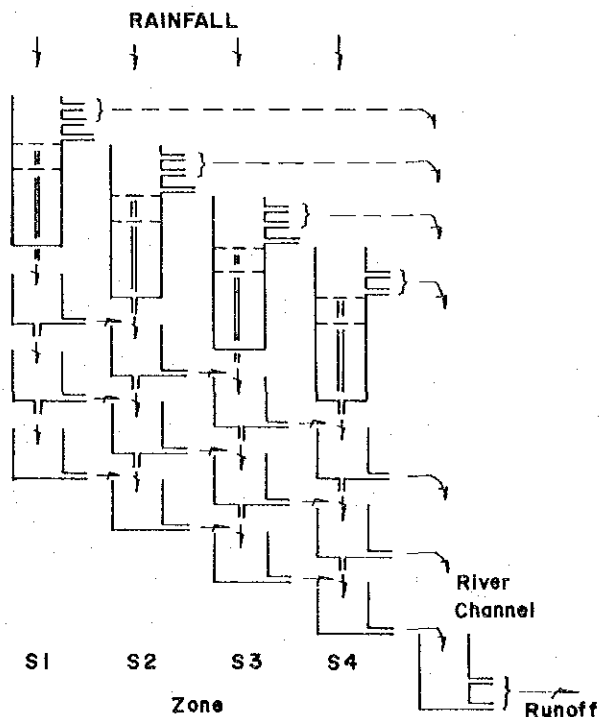 RAINFALL
River
Channel
S1 S2 S3 S4
Zone
Runoff